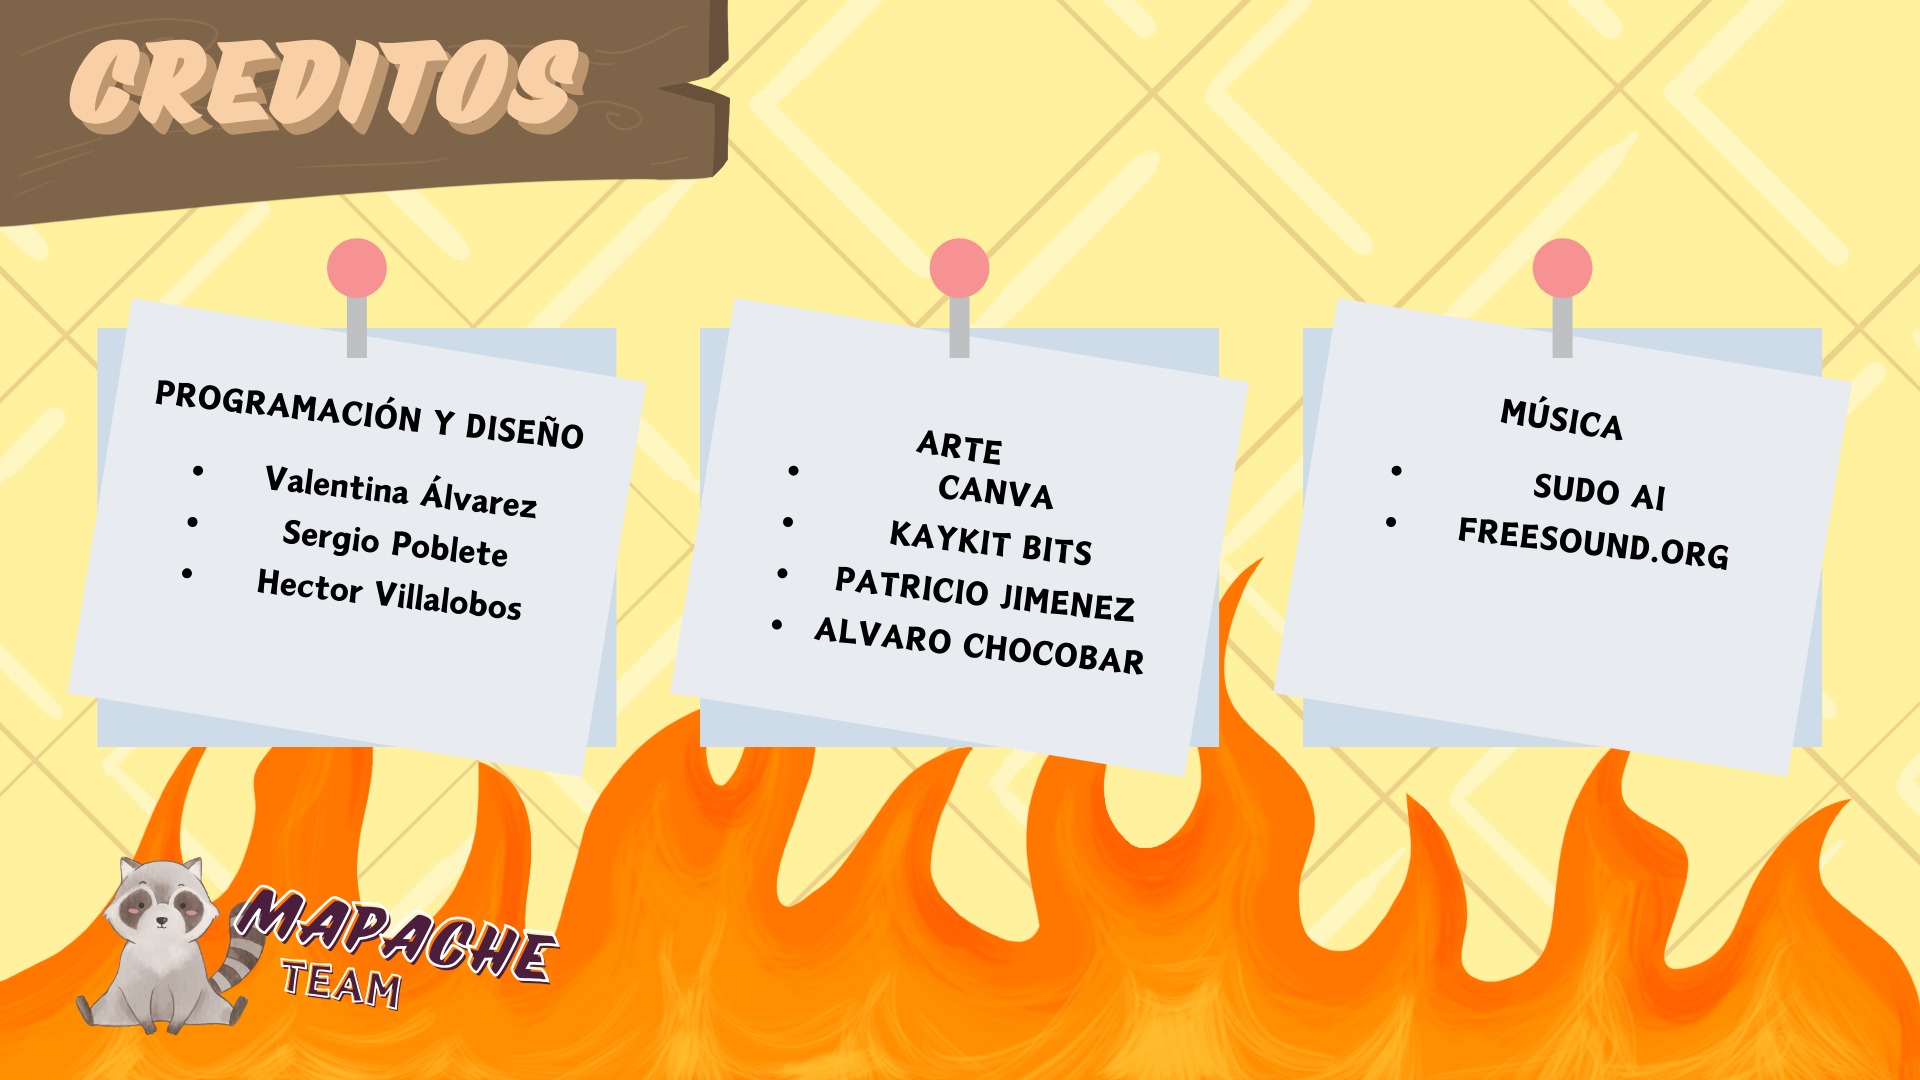 CREDITOS
PROGRAMACIÓN Y DISEÑO
• Valentina Álvarez
• Sergio Poblete
• Hector Villalobos
ARTE
• CANVA
• KAYKIT BITS
• PATRICIO JIMENEZ
• ALVARO CHOCOBAR
MÚSICA
• SUDO AI
• FREESOUND.ORG
MAPACHE
TEAM